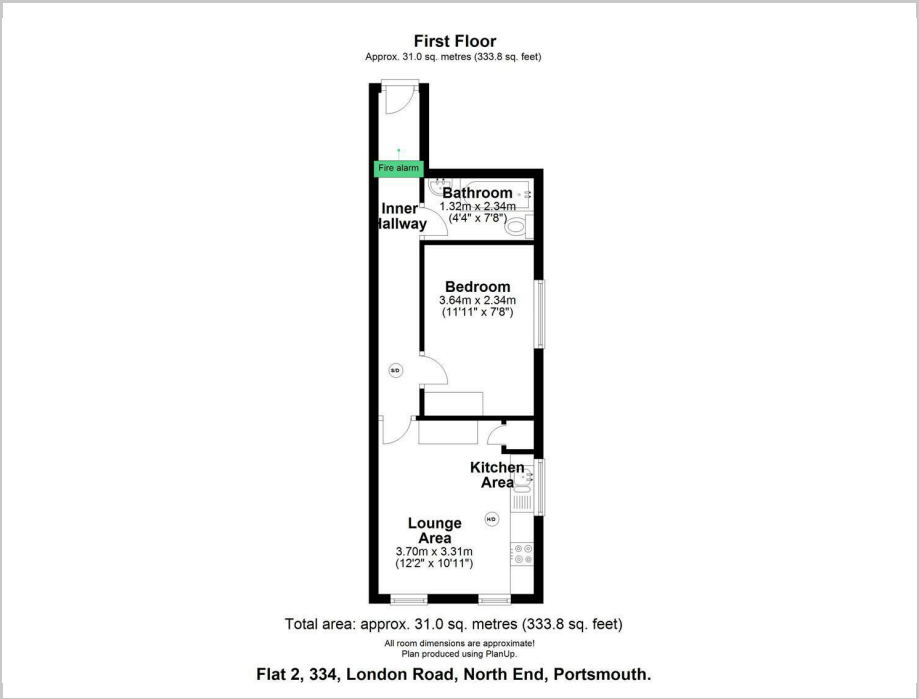 First Floor
Approx. 31.0 sq. metres (333.8 sq. feet)
Fire alarm
Bathroom
1.32m x 2.34m
(4'4" x 7'8")
Inner
Hallway
Bedroom
3.64m x 2.34m
(11'11" x 7'8")
S/D
Kitchen
Area
H/D
Lounge
Area
3.70m x 3.31m
(12'2" x 10'11")
Total area: approx. 31.0 sq. metres (333.8 sq. feet)
All room dimensions are approximate!
Plan produced using PlanUp.
Flat 2, 334, London Road, North End, Portsmouth.